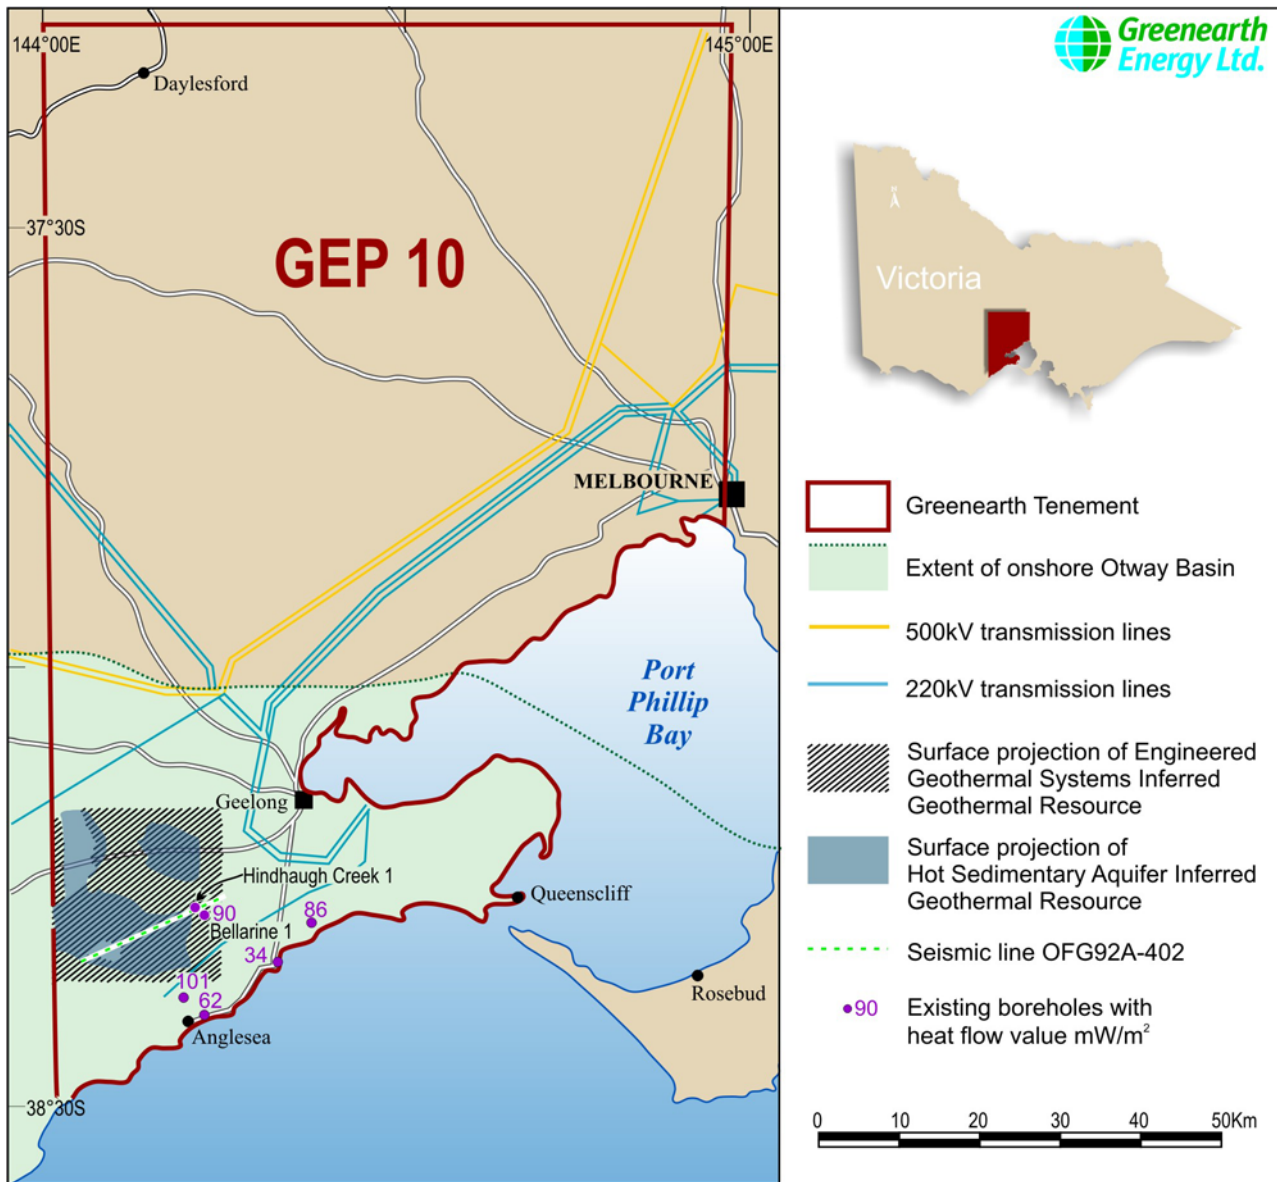 144°00E
145°00E
Daylesford
37°30S
GEP 10
MELBOURNE
Port
Phillip
Bay
Geelong
Hindhaugh Creek 1
90
Bellarine 1
86
Queenscliff
34
101
62
Anglesea
Rosebud
38°30S
Greenearth
Energy Ltd.
N
Victoria
Greenearth Tenement
Extent of onshore Otway Basin
500kV transmission lines
220kV transmission lines
Surface projection of Engineered
Geothermal Systems Inferred
Geothermal Resource
Surface projection of
Hot Sedimentary Aquifer Inferred
Geothermal Resource
Seismic line OFG92A-402
90
Existing boreholes with
heat flow value mW/m²
0 10 20 30 40 50Km